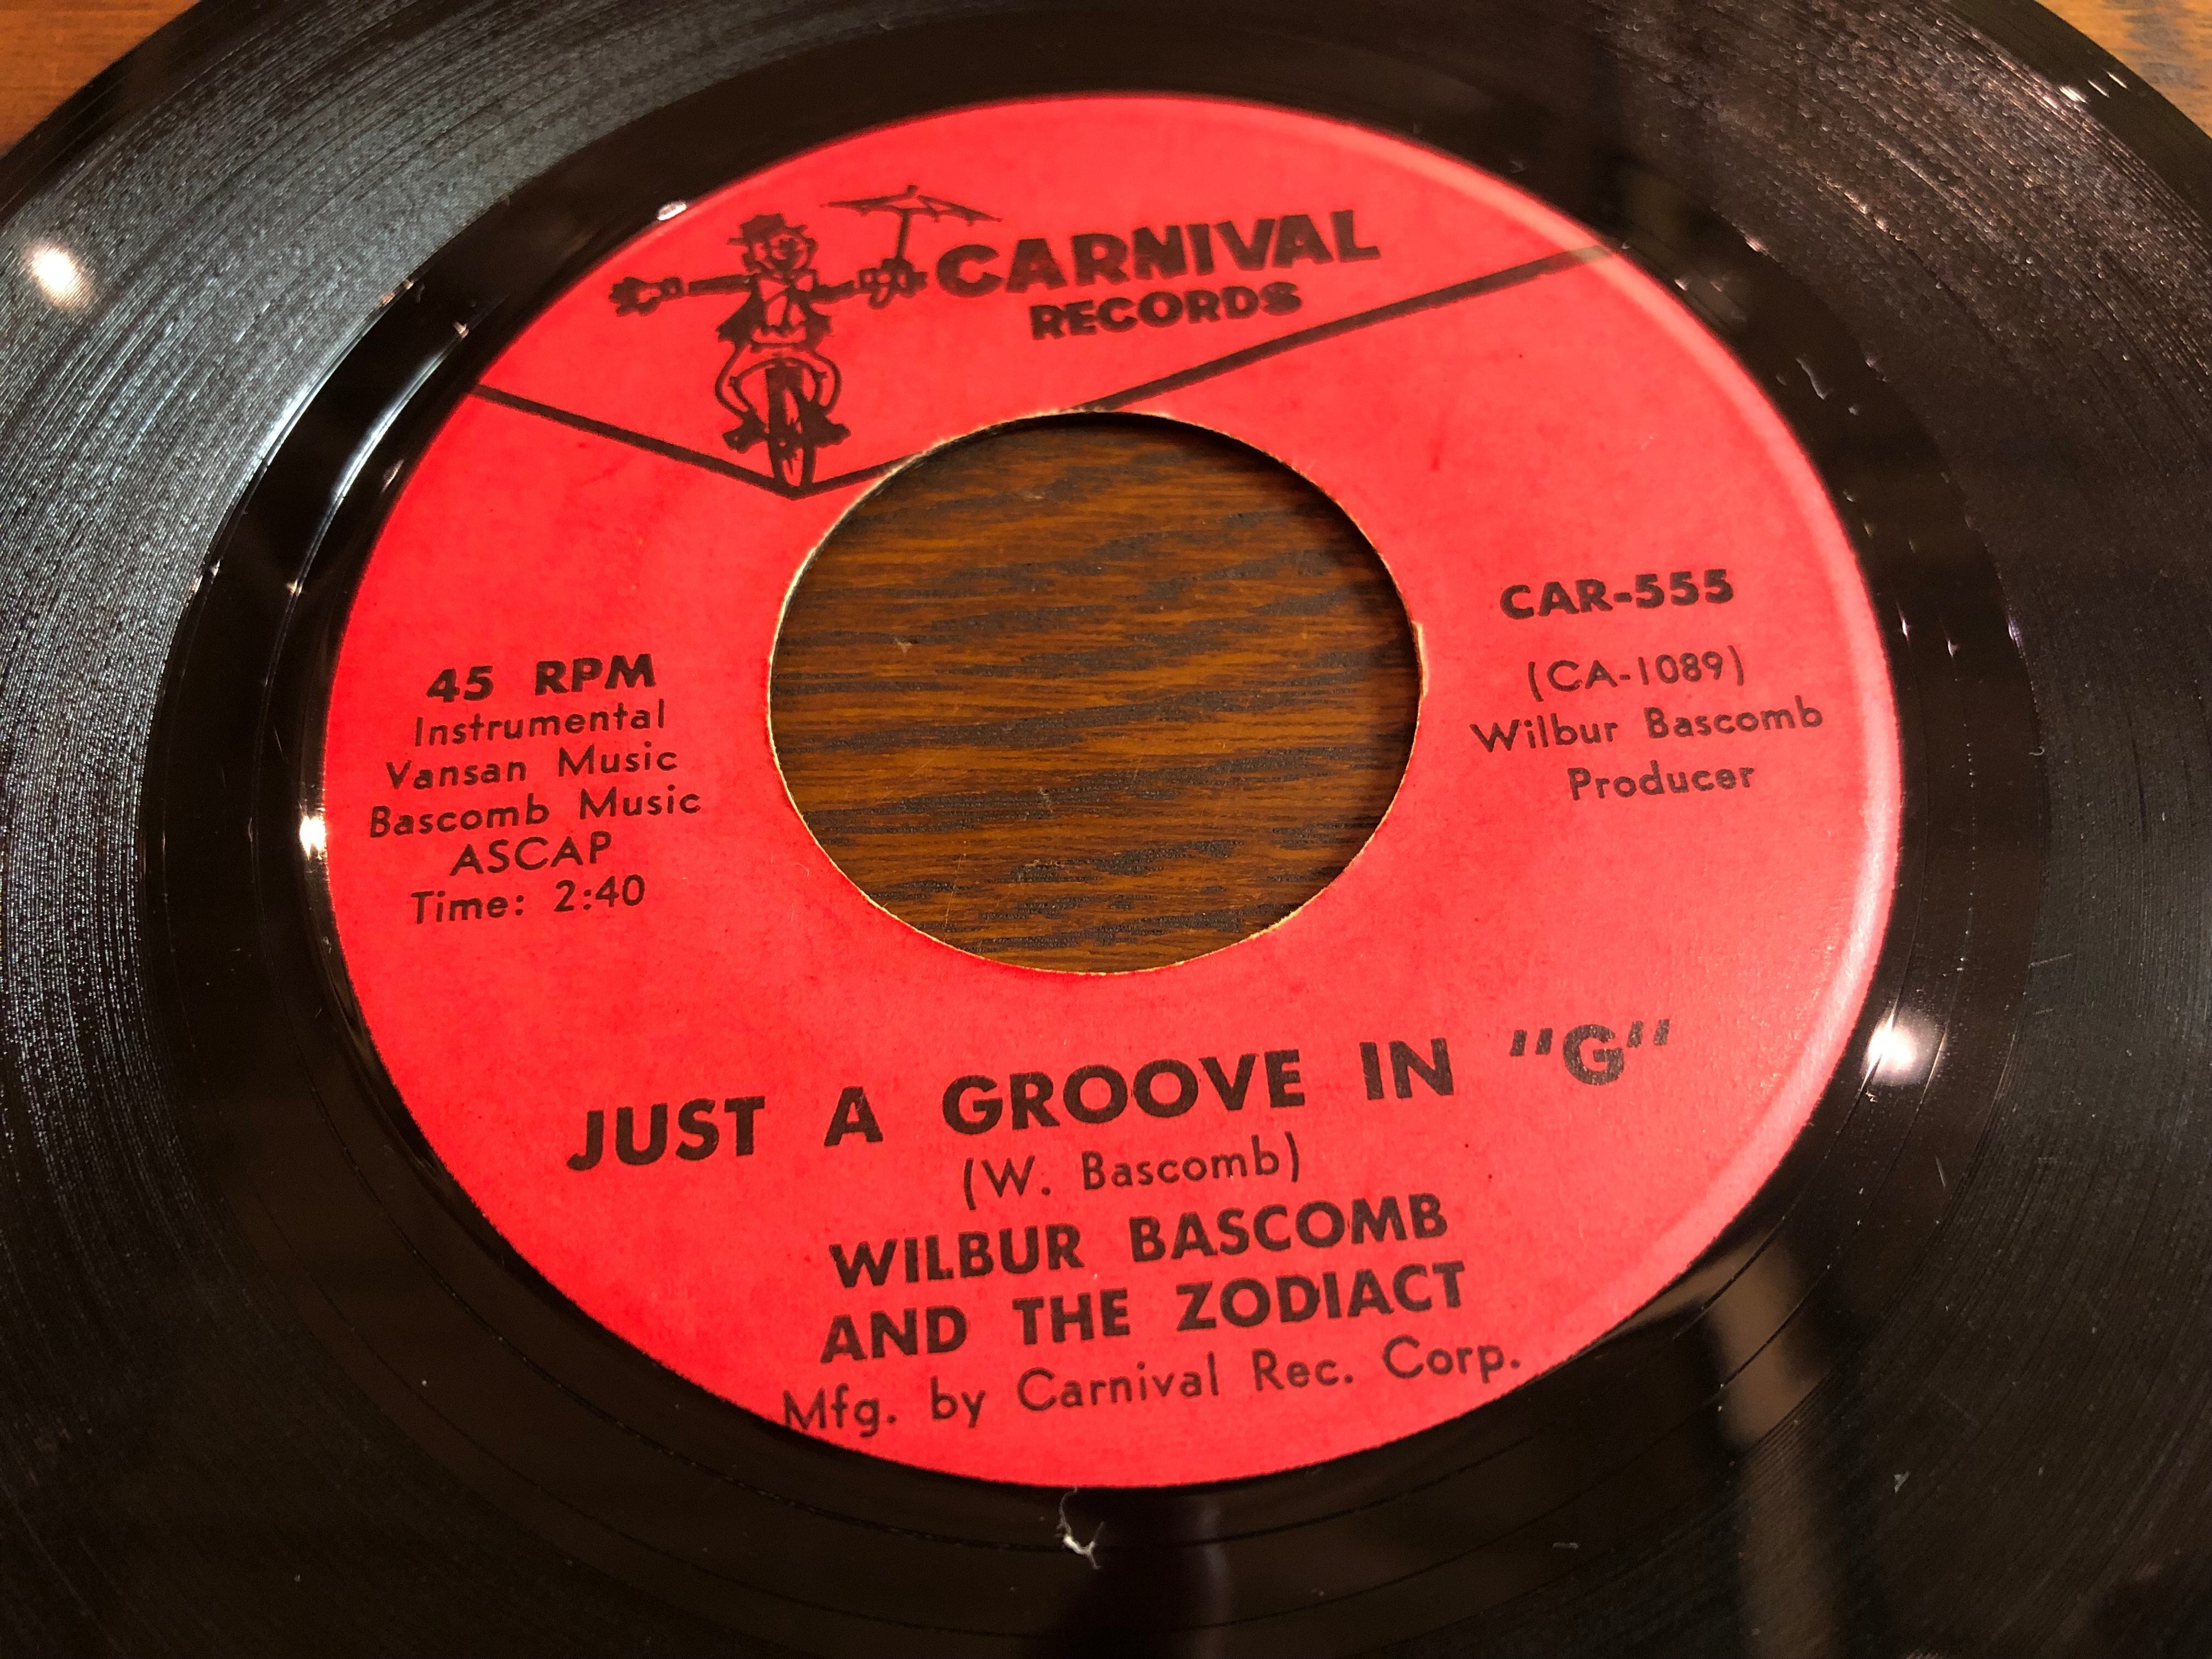 CARNIVAL
RECORDS
CAR-555
(CA-1089)
Wilbur Bascomb
Producer
45 RPM
Instrumental
Vansan Music
Bascomb Music
ASCAP
Time: 2:40
JUST A GROOVE IN "G"
(W. Bascomb)
WILBUR BASCOMB
AND THE ZODIACT
Mfg. by Carnival Rec. Corp.